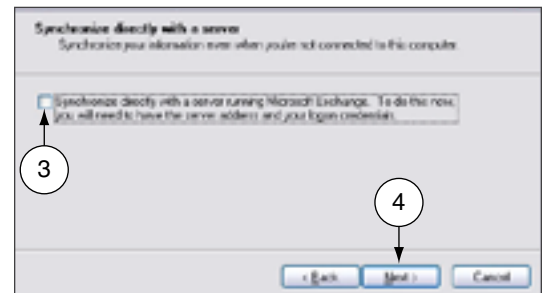 Synchronize directly with a server
Synchronize your information even when you're not connected to this computer.
Synchronize directly with a server running Microsoft Exchange. To do this now,
you will need to have the server address and your logon credentials.
3
4
< Back Next > Cancel